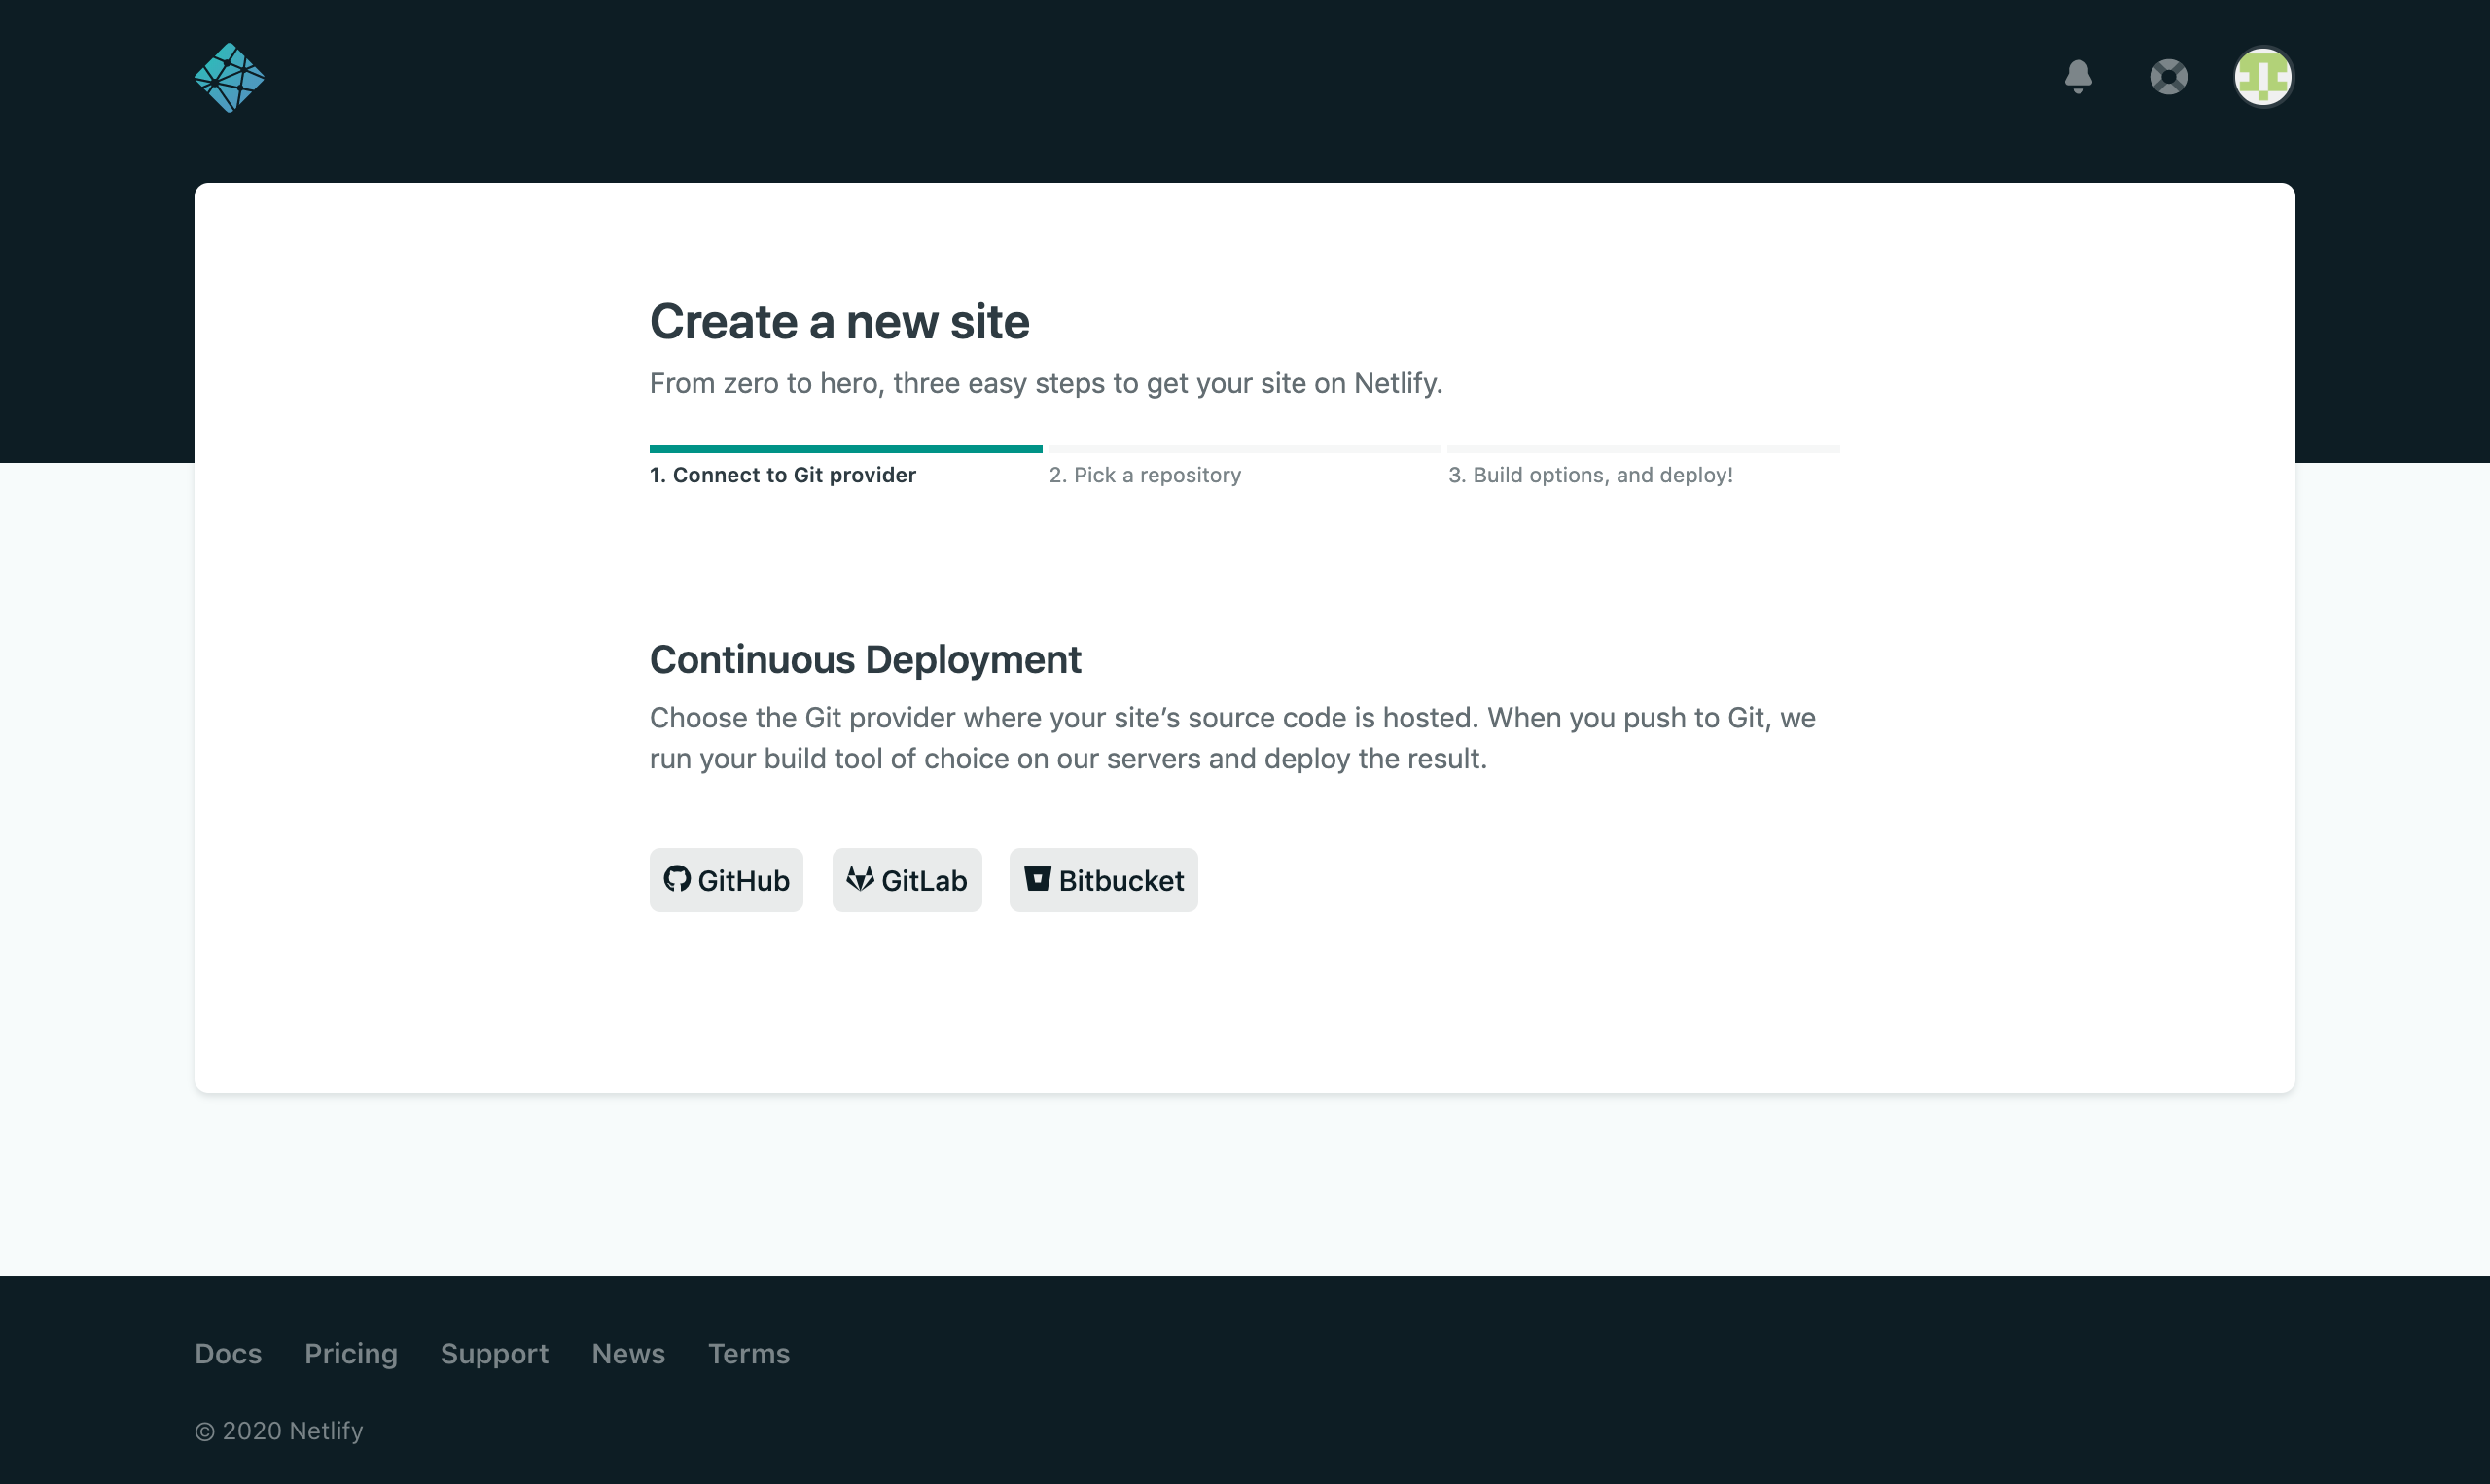 Create a new site
From zero to hero, three easy steps to get your site on Netlify.
1. Connect to Git provider
2. Pick a repository
3. Build options, and deploy!
Continuous Deployment
Choose the Git provider where your site’s source code is hosted. When you push to Git, we
run your build tool of choice on our servers and deploy the result.
GitHub
GitLab
Bitbucket
Docs
Pricing
Support
News
Terms
© 2020 Netlify